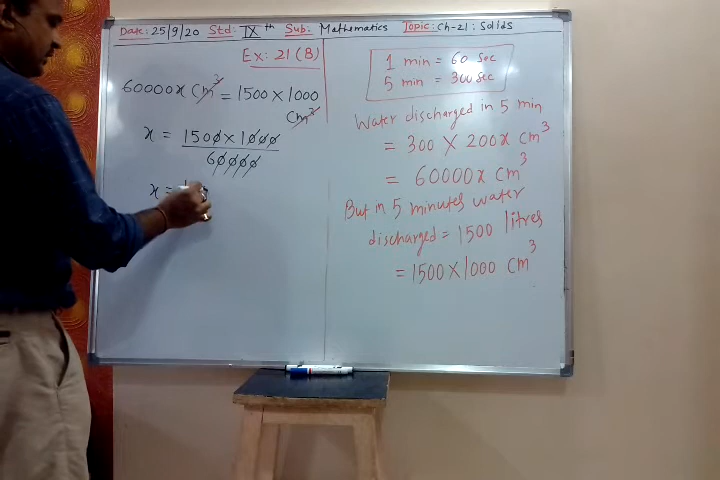 Date: 25/9/20 Std: IXth Sub: Mathematics Topic: Ch-21: Solids
Ex: 21 (B)
60000x Cm³ = 1500 × 1000
Cm³
x = 1500 × 1000
60000
x =
1 min = 60 Sec
5 min = 300 Sec
Water discharged in 5 min
= 300 × 200x Cm³
= 60000x Cm³
But in 5 minutes water
discharged = 1500 litres
= 1500 × 1000 Cm³